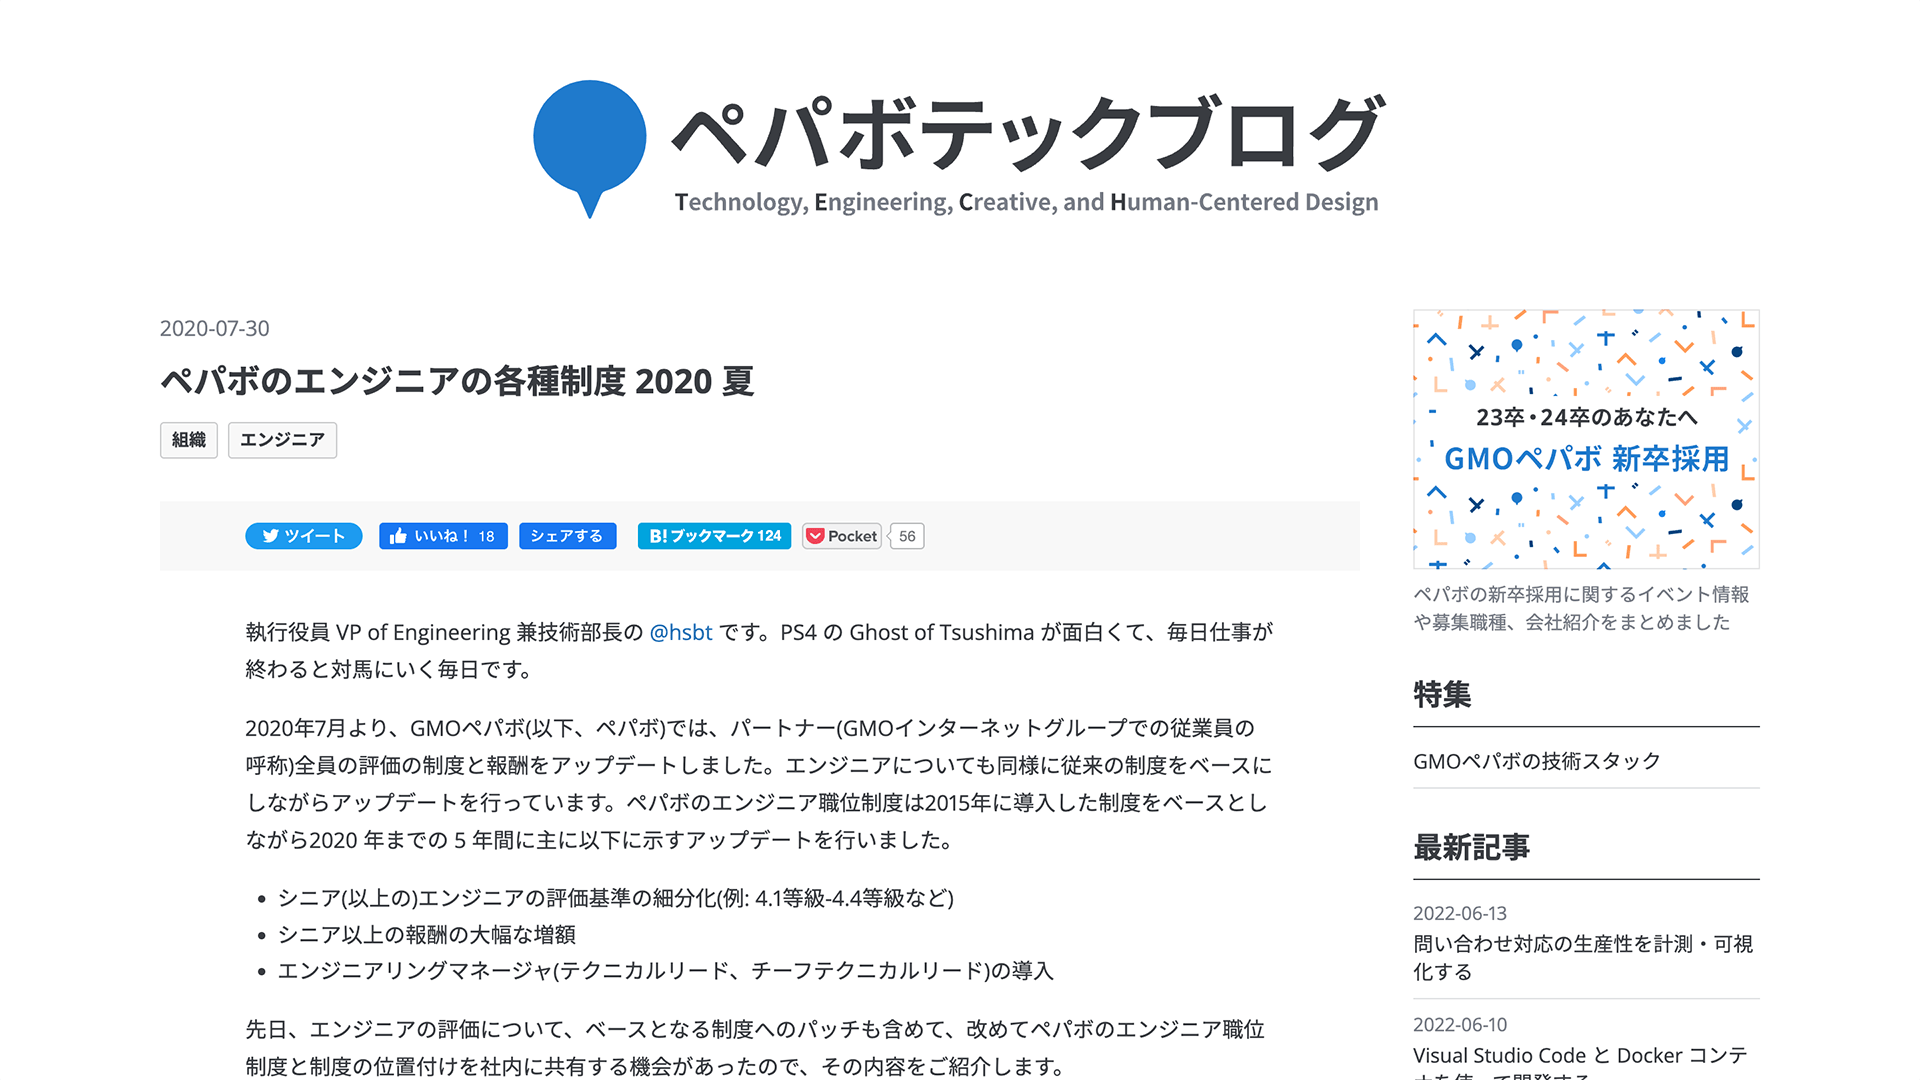 ペパボテックブログ
Technology, Engineering, Creative, and Human-Centered Design
2020-07-30
ペパボのエンジニアの各種制度 2020 夏
組織 エンジニア
ツイート いいね！ 18 シェアする B!ブックマーク 124 Pocket 56
執行役員 VP of Engineering 兼技術部長の @hsbt です。PS4 の Ghost of Tsushima が面白くて、毎日仕事が
終わると対馬にいく毎日です。
2020年7月より、GMOペパボ(以下、ペパボ)では、パートナー(GMOインターネットグループでの従業員の
呼称)全員の評価の制度と報酬をアップデートしました。エンジニアについても同様に従来の制度をベースに
しながらアップデートを行っています。ペパボのエンジニア職位制度は2015年に導入した制度をベースとし
ながら2020 年までの 5 年間に主に以下に示すアップデートを行いました。
• シニア(以上の)エンジニアの評価基準の細分化(例: 4.1等級-4.4等級など)
• シニア以上の報酬の大幅な増額
• エンジニアリングマネージャ(テクニカルリード、チーフテクニカルリード)の導入
先日、エンジニアの評価について、ベースとなる制度へのパッチも含めて、改めてペパボのエンジニア職位
制度と制度の位置付けを社内に共有する機会があったので、その内容をご紹介します。
23卒・24卒のあなたへ
GMOペパボ 新卒採用
ペパボの新卒採用に関するイベント情報
や募集職種、会社紹介をまとめました
特集
GMOペパボの技術スタック
最新記事
2022-06-13
問い合わせ対応の生産性を計測・可視
化する
2022-06-10
Visual Studio Code と Docker コンテ
ナを使って開発する